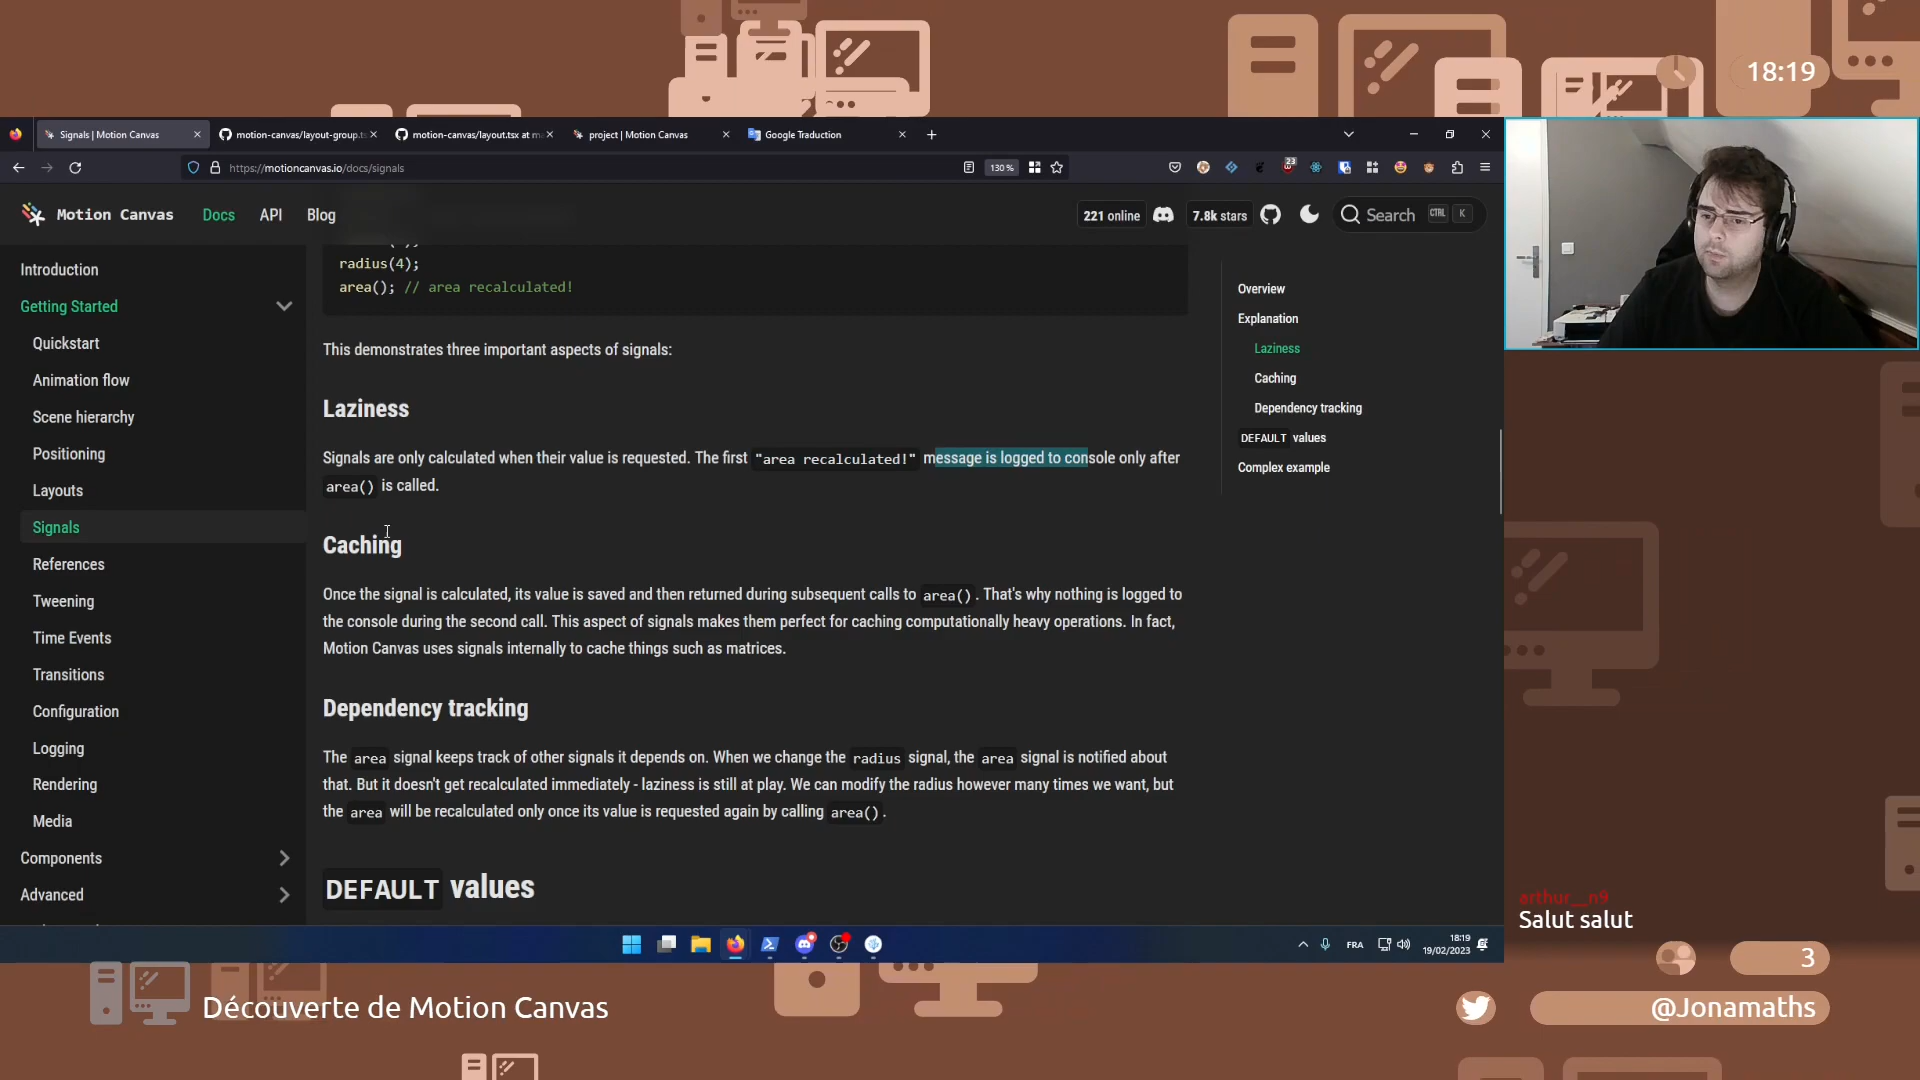 18:19
Signals | Motion Canvas
motion-canvas/layout-group.t
motion-canvas/layout.tsx at m
project | Motion Canvas
Google Traduction
https://motioncanvas.io/docs/signals
130 %
23
Motion Canvas
Docs
API
Blog
221 online
7.8k stars
Search
CTRL
K
Introduction
Getting Started
Quickstart
Animation flow
Scene hierarchy
Positioning
Layouts
Signals
References
Tweening
Time Events
Transitions
Configuration
Logging
Rendering
Media
Components
Advanced
radius(4);
area(); // area recalculated!
This demonstrates three important aspects of signals:
Laziness
Signals are only calculated when their value is requested. The first "area recalculated!" message is logged to console only after
area() is called.
Caching
Once the signal is calculated, its value is saved and then returned during subsequent calls to area(). That's why nothing is logged to
the console during the second call. This aspect of signals makes them perfect for caching computationally heavy operations. In fact,
Motion Canvas uses signals internally to cache things such as matrices.
Dependency tracking
The area signal keeps track of other signals it depends on. When we change the radius signal, the area signal is notified about
that. But it doesn't get recalculated immediately - laziness is still at play. We can modify the radius however many times we want, but
the area will be recalculated only once its value is requested again by calling area().
DEFAULT values
Overview
Explanation
Laziness
Caching
Dependency tracking
DEFAULT values
Complex example
FRA
18:19
19/02/2023
arthur__n9
Salut salut
3
Découverte de Motion Canvas
@Jonamaths